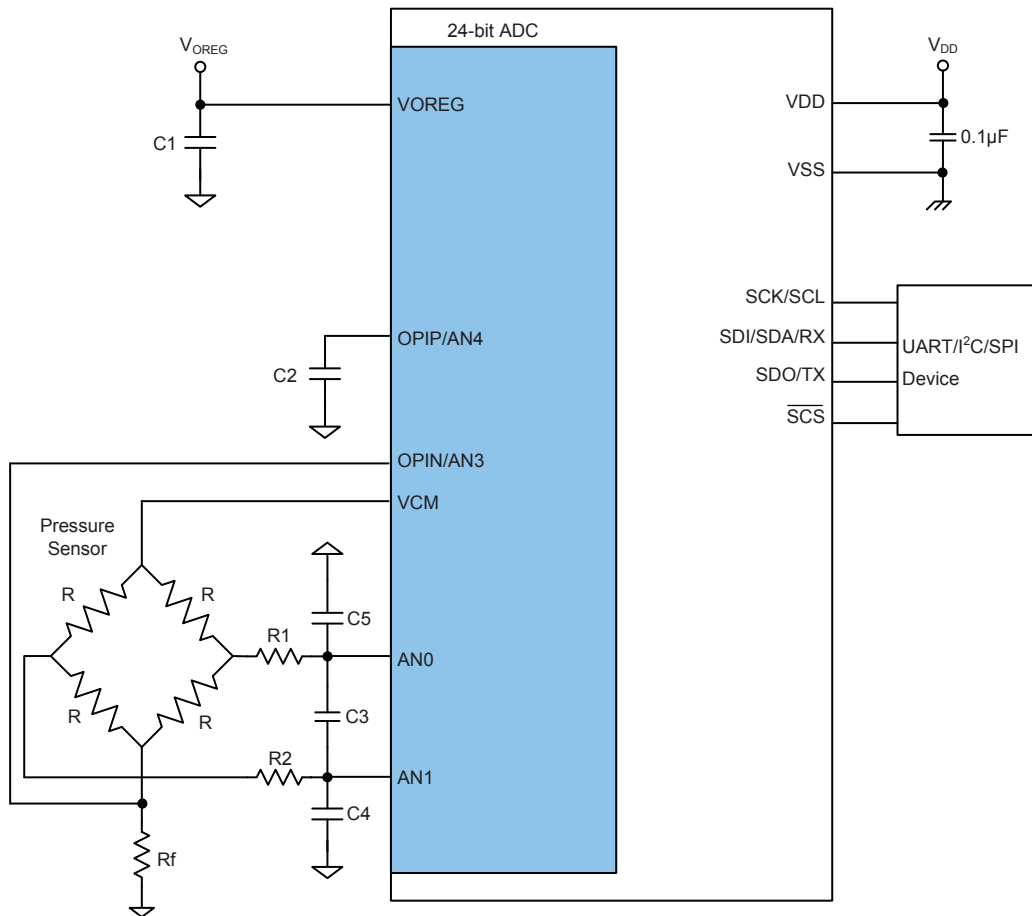 24-bit ADC
VOREG
VDD
VOREG
VDD
C1
0.1µF
VSS
SCK/SCL
OPIP/AN4
SDI/SDA/RX
UART/I²C/SPI
C2
SDO/TX
Device
SCS
OPIN/AN3
VCM
Pressure
Sensor
R
R
C5
R1
AN0
R
R
C3
R2
AN1
C4
Rf